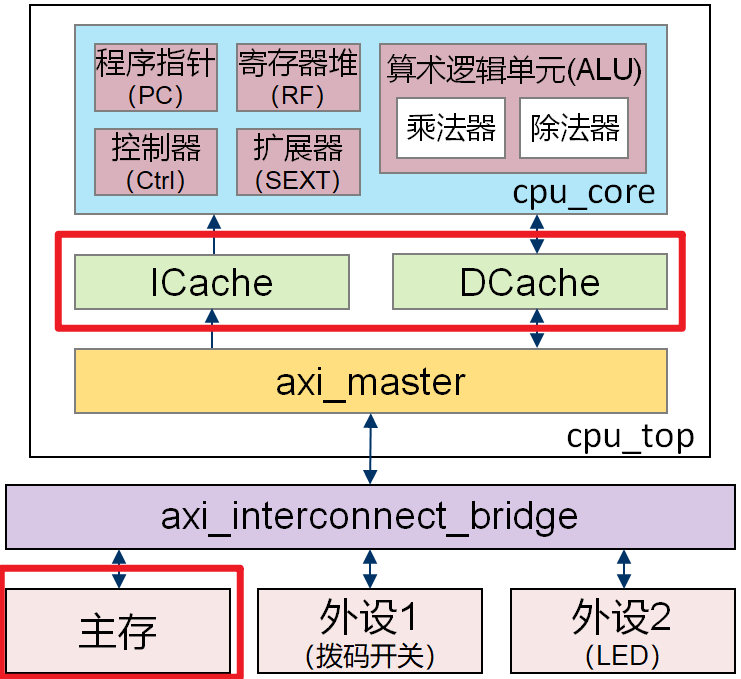 程序指针
(PC)
寄存器堆
(RF)
算术逻辑单元(ALU)
乘法器
除法器
控制器
(Ctrl)
扩展器
(SEXT)
cpu_core
ICache
DCache
axi_master
cpu_top
axi_interconnect_bridge
主存
外设1
(拨码开关)
外设2
(LED)